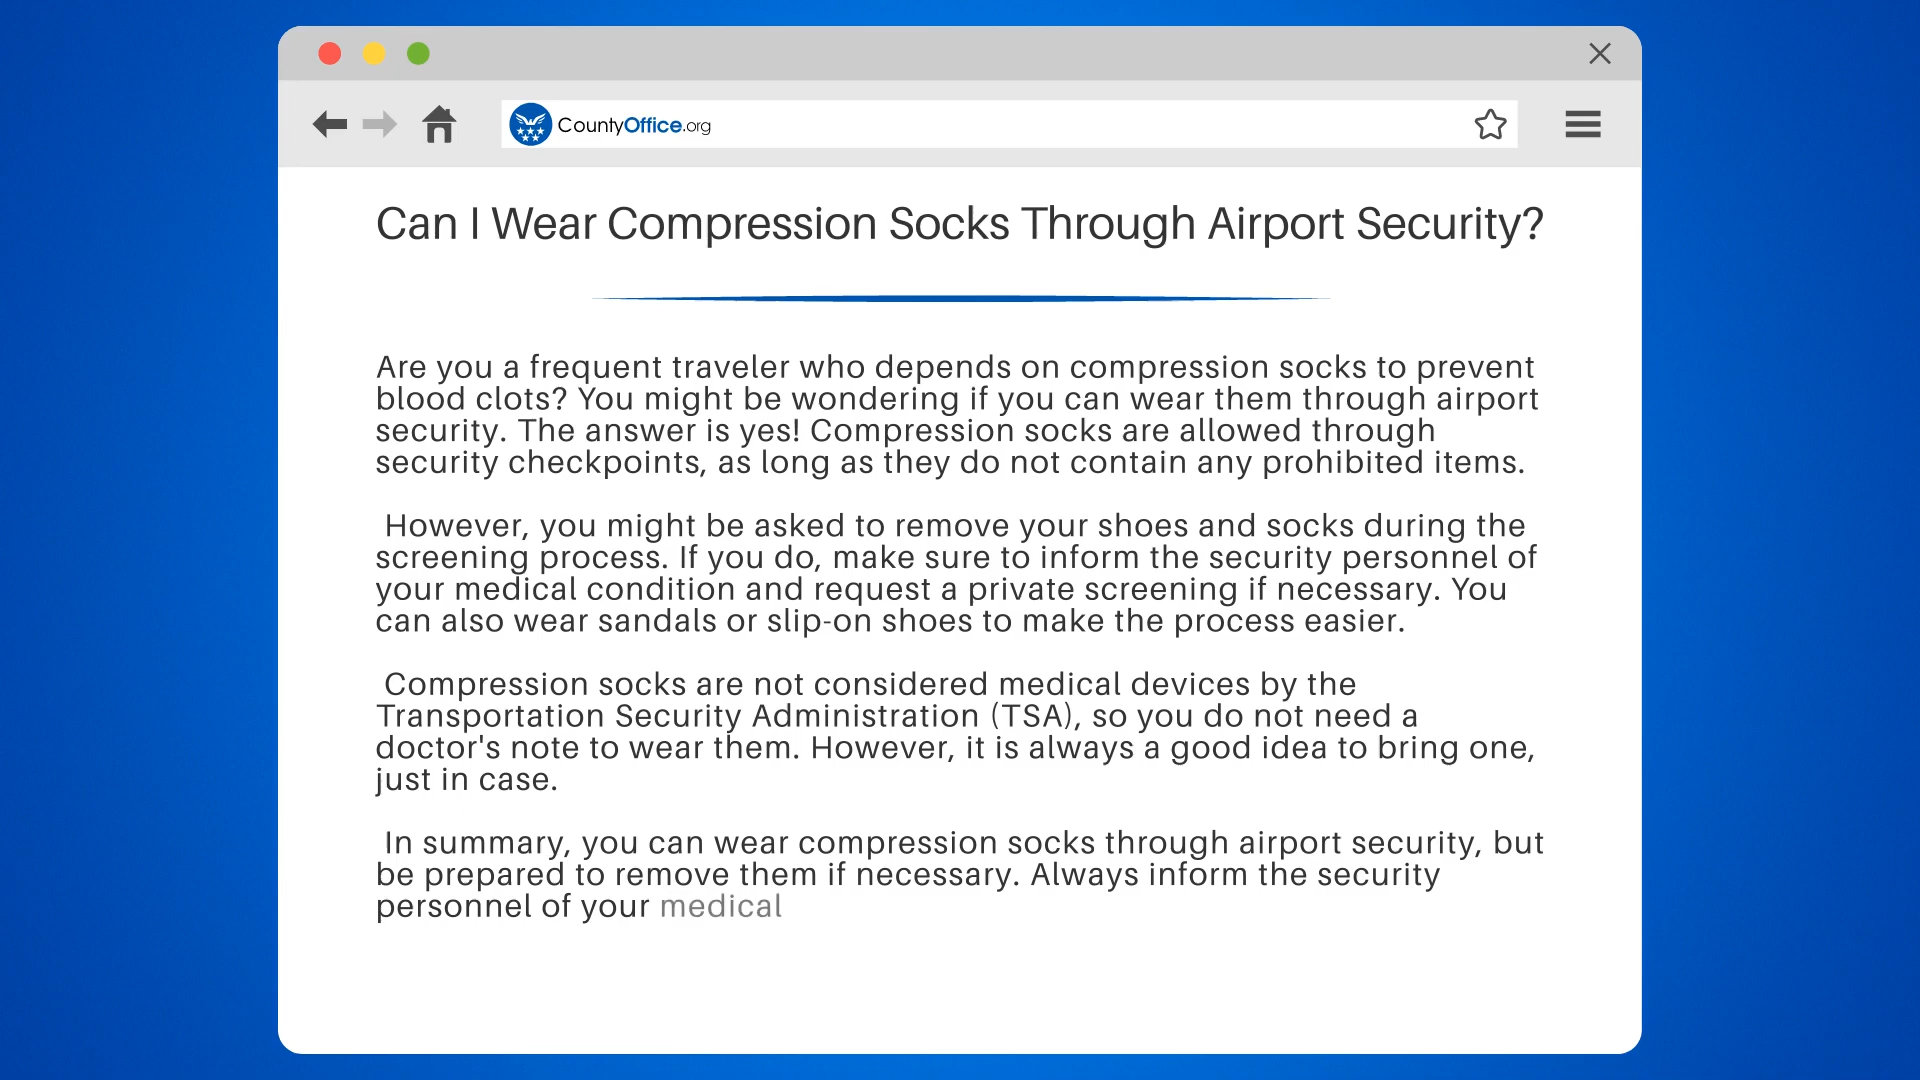 CountyOffice.org
Can I Wear Compression Socks Through Airport Security?
Are you a frequent traveler who depends on compression socks to prevent
blood clots? You might be wondering if you can wear them through airport
security. The answer is yes! Compression socks are allowed through
security checkpoints, as long as they do not contain any prohibited items.
However, you might be asked to remove your shoes and socks during the
screening process. If you do, make sure to inform the security personnel of
your medical condition and request a private screening if necessary. You
can also wear sandals or slip-on shoes to make the process easier.
Compression socks are not considered medical devices by the
Transportation Security Administration (TSA), so you do not need a
doctor's note to wear them. However, it is always a good idea to bring one,
just in case.
In summary, you can wear compression socks through airport security, but
be prepared to remove them if necessary. Always inform the security
personnel of your medical